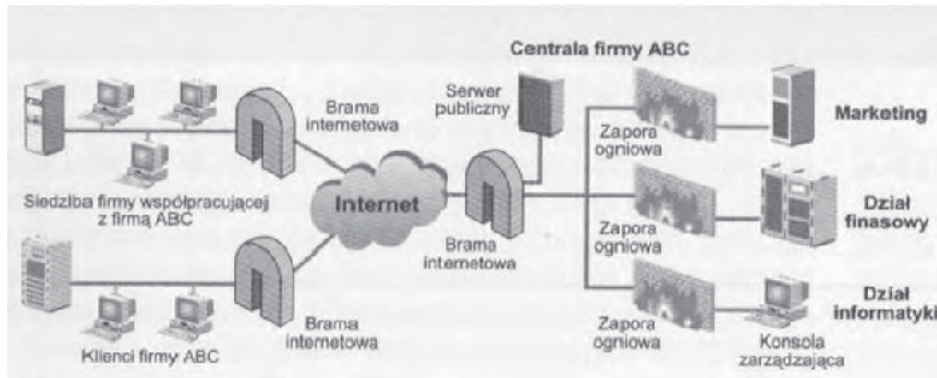 Centrala firmy ABC
Serwer
publiczny
Marketing
Brama
internetowa
Zapora
ogniowa
Siedziba firmy współpracującej
z firmą ABC
Internet
Dział
finasowy
Brama
internetowa
Zapora
ogniowa
Brama
internetowa
Klienci firmy ABC
Zapora
ogniowa
Dział
informatyki
Konsola
zarządzająca